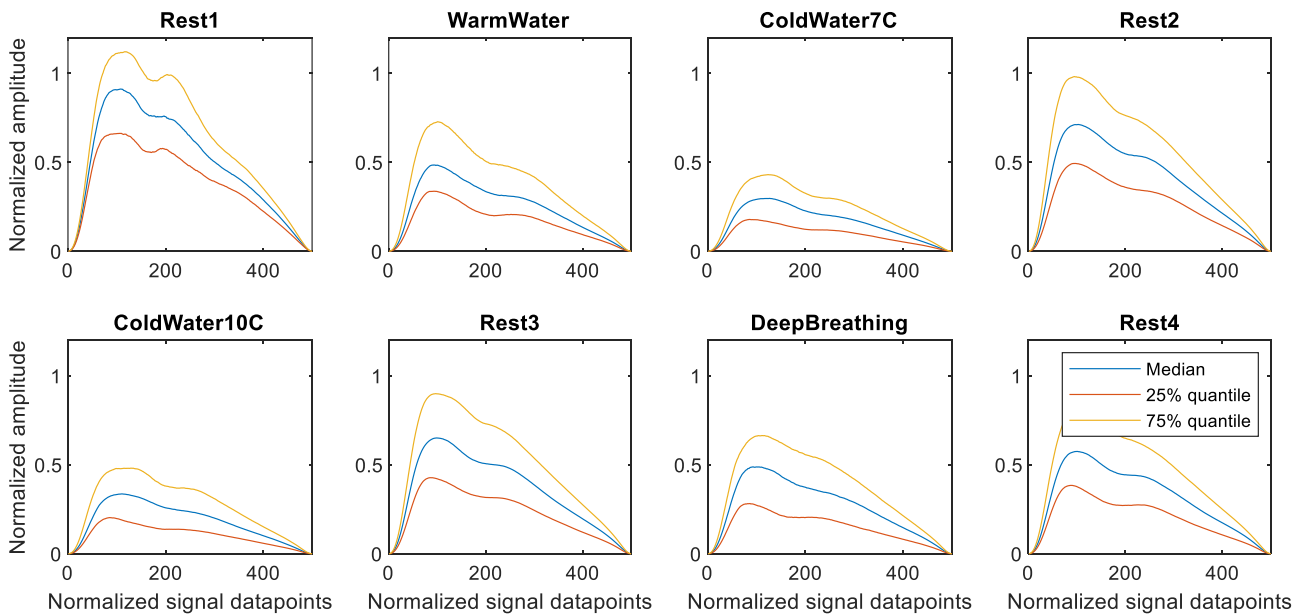 Rest1 WarmWater ColdWater7C Rest2
Normalized amplitude
1 1 1 1
0.5 0.5 0.5 0.5
0 0 0 0
0 200 400 0 200 400 0 200 400 0 200 400
ColdWater10C Rest3 DeepBreathing Rest4
Normalized amplitude
1 1 1 1
0.5 0.5 0.5 0.5
0 0 0 0
Median
25% quantile
75% quantile
0 200 400 0 200 400 0 200 400 0 200 400
Normalized signal datapoints Normalized signal datapoints Normalized signal datapoints Normalized signal datapoints